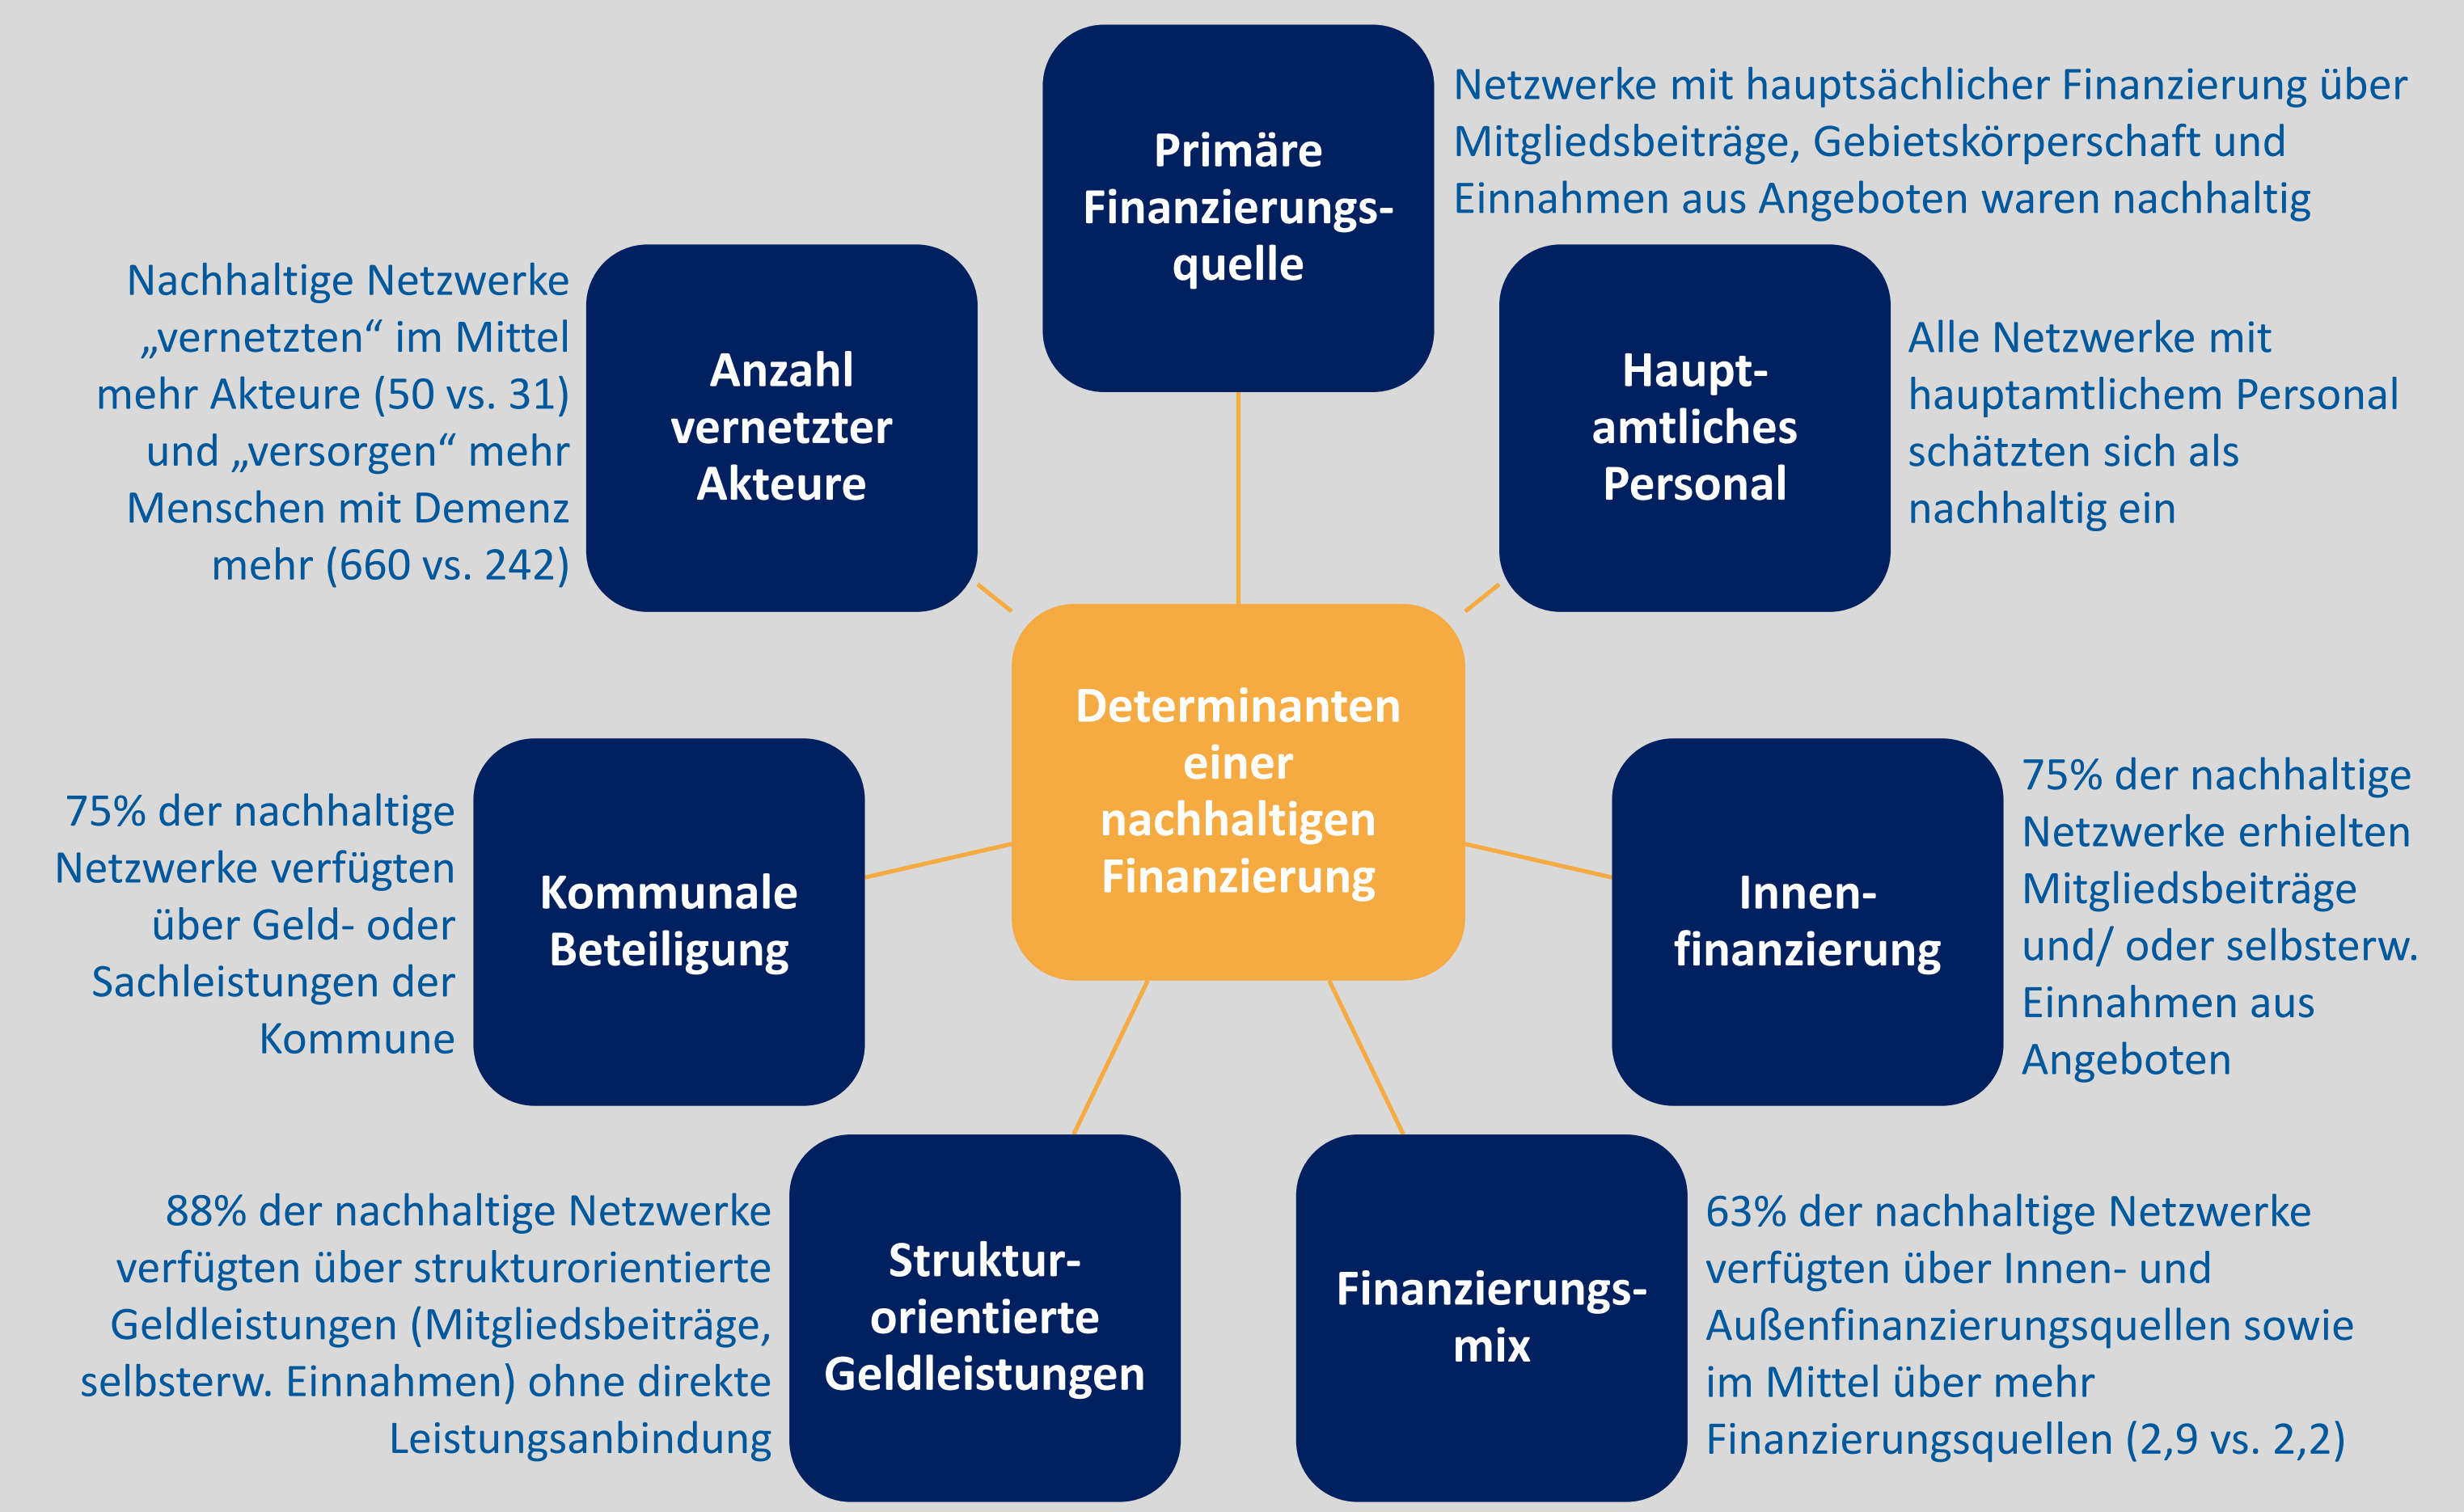 Primäre
Finanzierungs-
quelle
Netzwerke mit hauptsächlicher Finanzierung über
Mitgliedsbeiträge, Gebietskörperschaft und
Einnahmen aus Angeboten waren nachhaltig
Haupt-
amtliches
Personal
Alle Netzwerke mit
hauptamtlichem Personal
schätzten sich als
nachhaltig ein
Innen-
finanzierung
75% der nachhaltige
Netzwerke erhielten
Mitgliedsbeiträge
und/ oder selbsterw.
Einnahmen aus
Angeboten
Finanzierungs-
mix
63% der nachhaltige Netzwerke
verfügten über Innen- und
Außenfinanzierungsquellen sowie
im Mittel über mehr
Finanzierungsquellen (2,9 vs. 2,2)
Struktur-
orientierte
Geldleistungen
88% der nachhaltige Netzwerke
verfügten über strukturorientierte
Geldleistungen (Mitgliedsbeiträge,
selbsterw. Einnahmen) ohne direkte
Leistungsanbindung
Kommunale
Beteiligung
75% der nachhaltige
Netzwerke verfügten
über Geld- oder
Sachleistungen der
Kommune
Anzahl
vernetzter
Akteure
Nachhaltige Netzwerke
„vernetzten“ im Mittel
mehr Akteure (50 vs. 31)
und „versorgen“ mehr
Menschen mit Demenz
mehr (660 vs. 242)
Determinanten
einer
nachhaltigen
Finanzierung